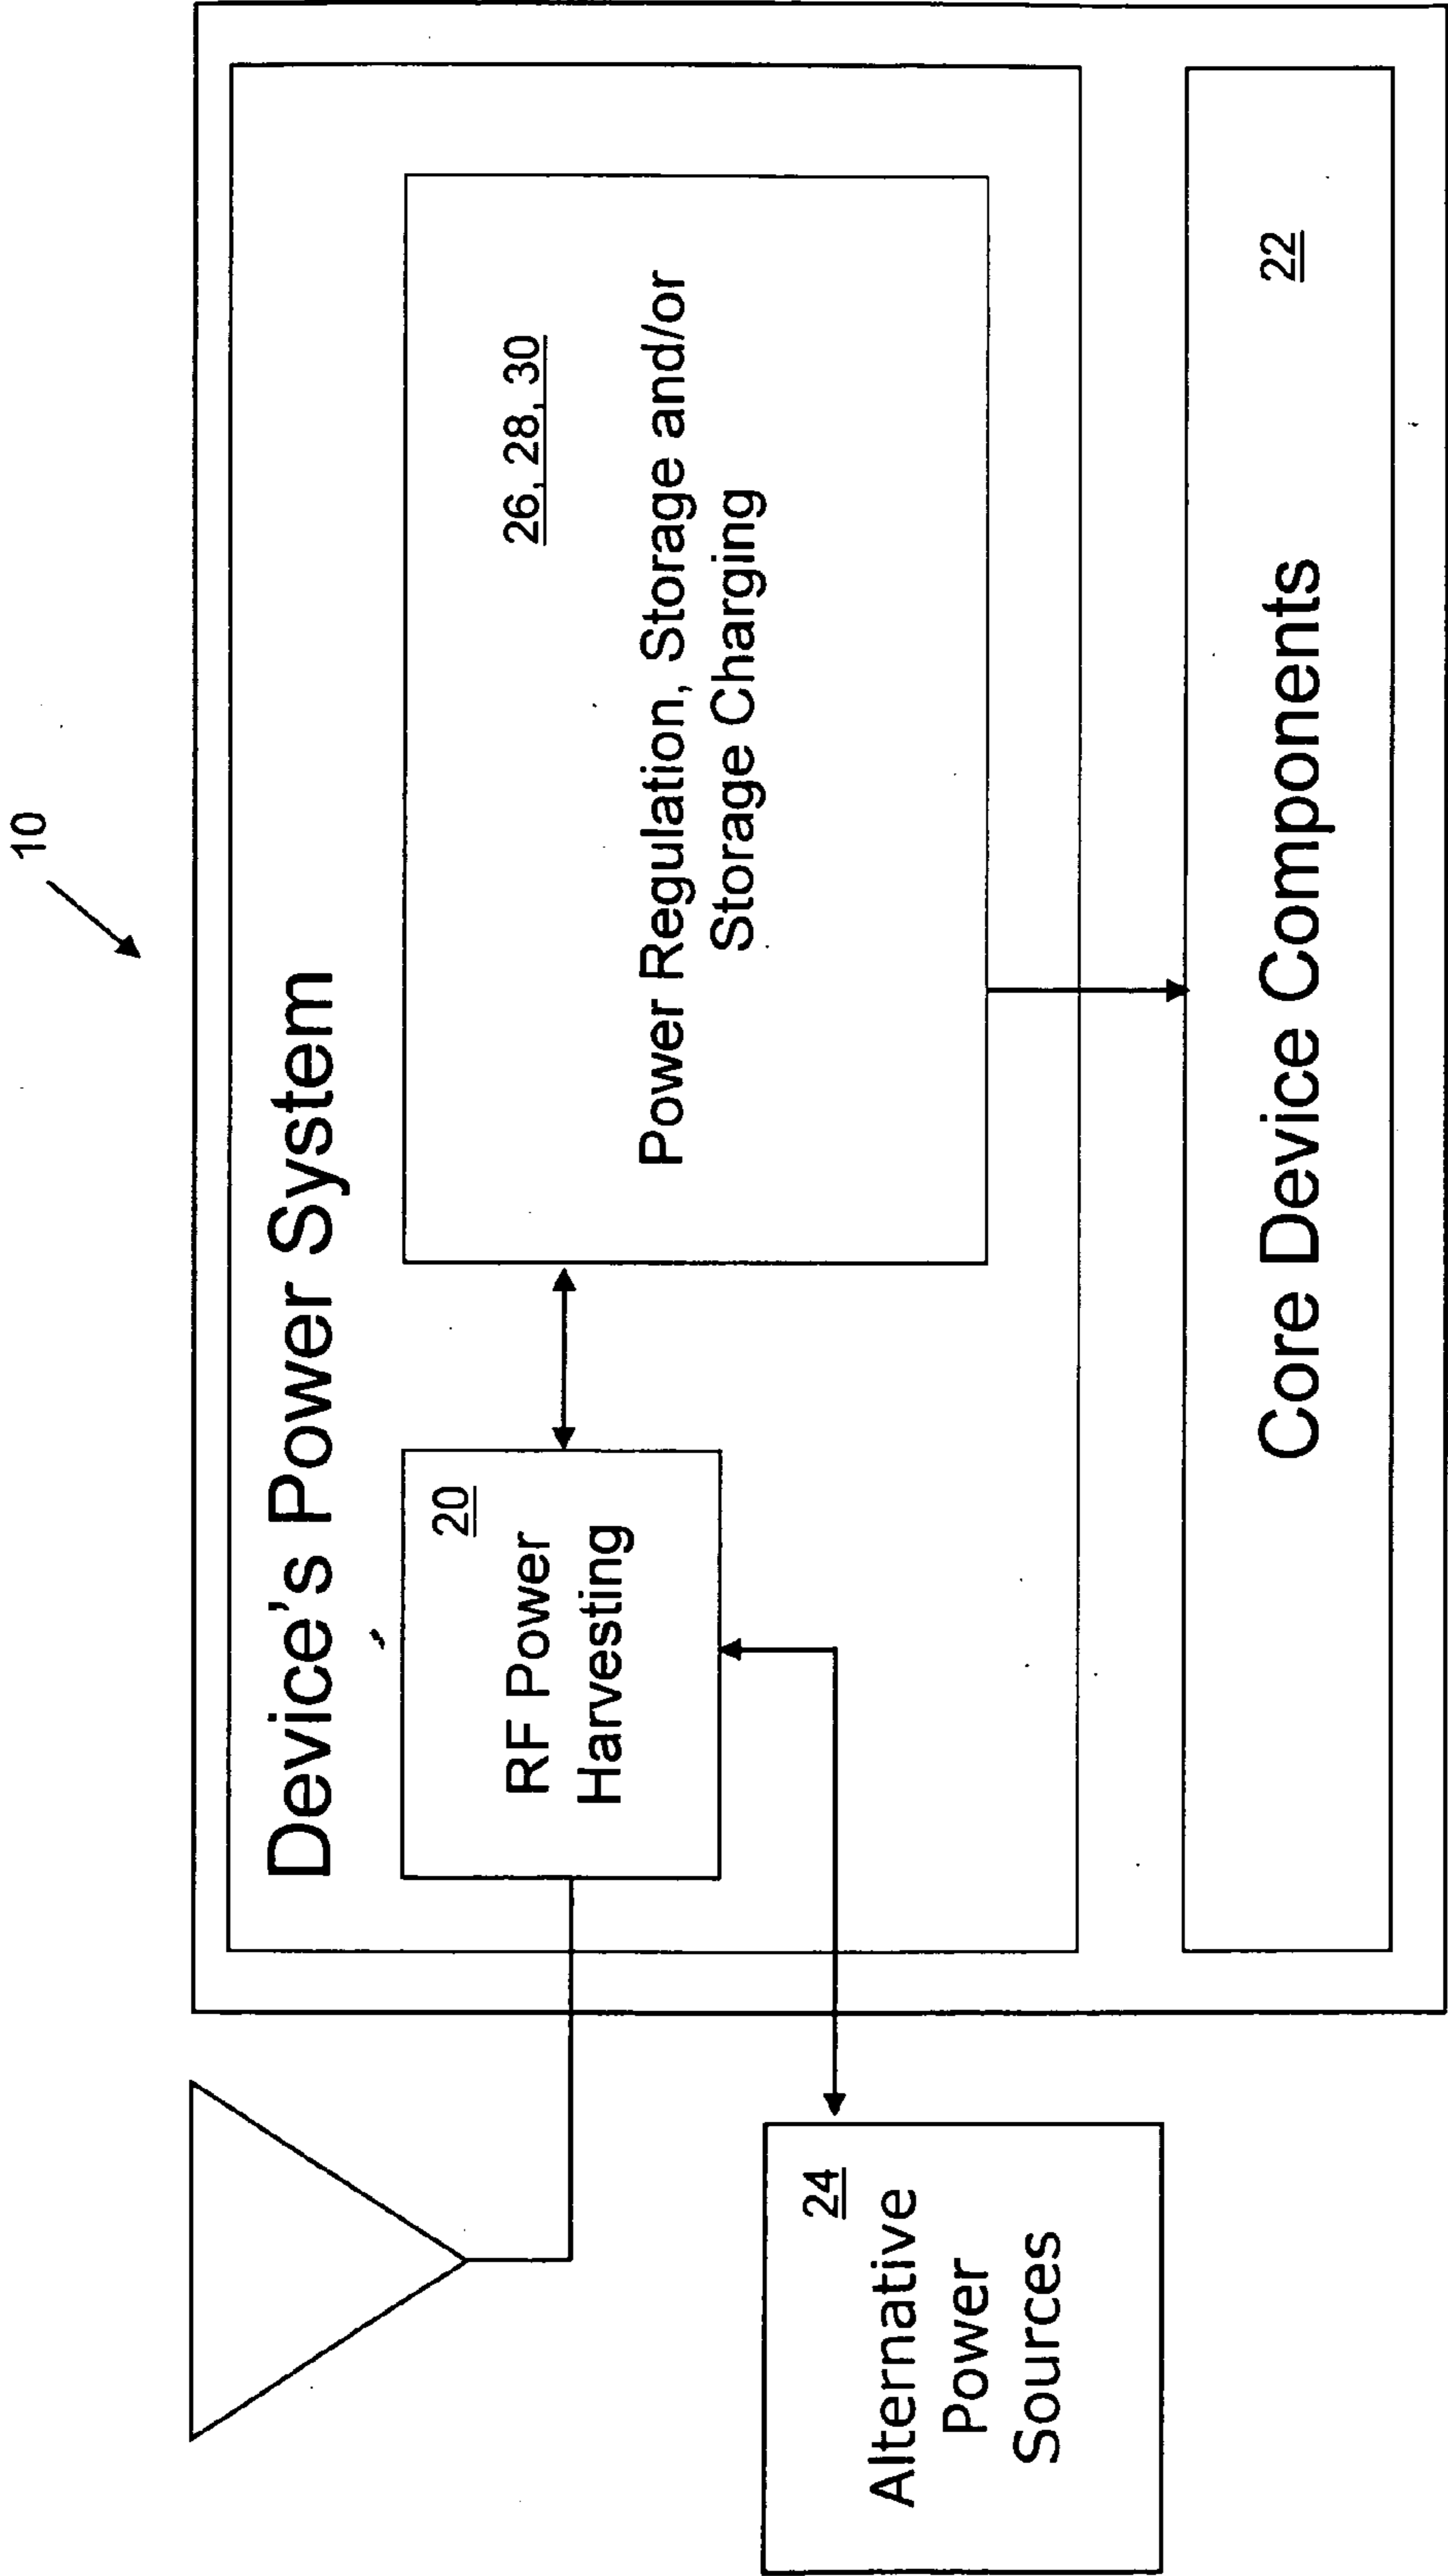 10
Device's Power System
20
RF Power
Harvesting
26, 28, 30
Power Regulation, Storage and/or
Storage Charging
24
Alternative
Power
Sources
Core Device Components
22